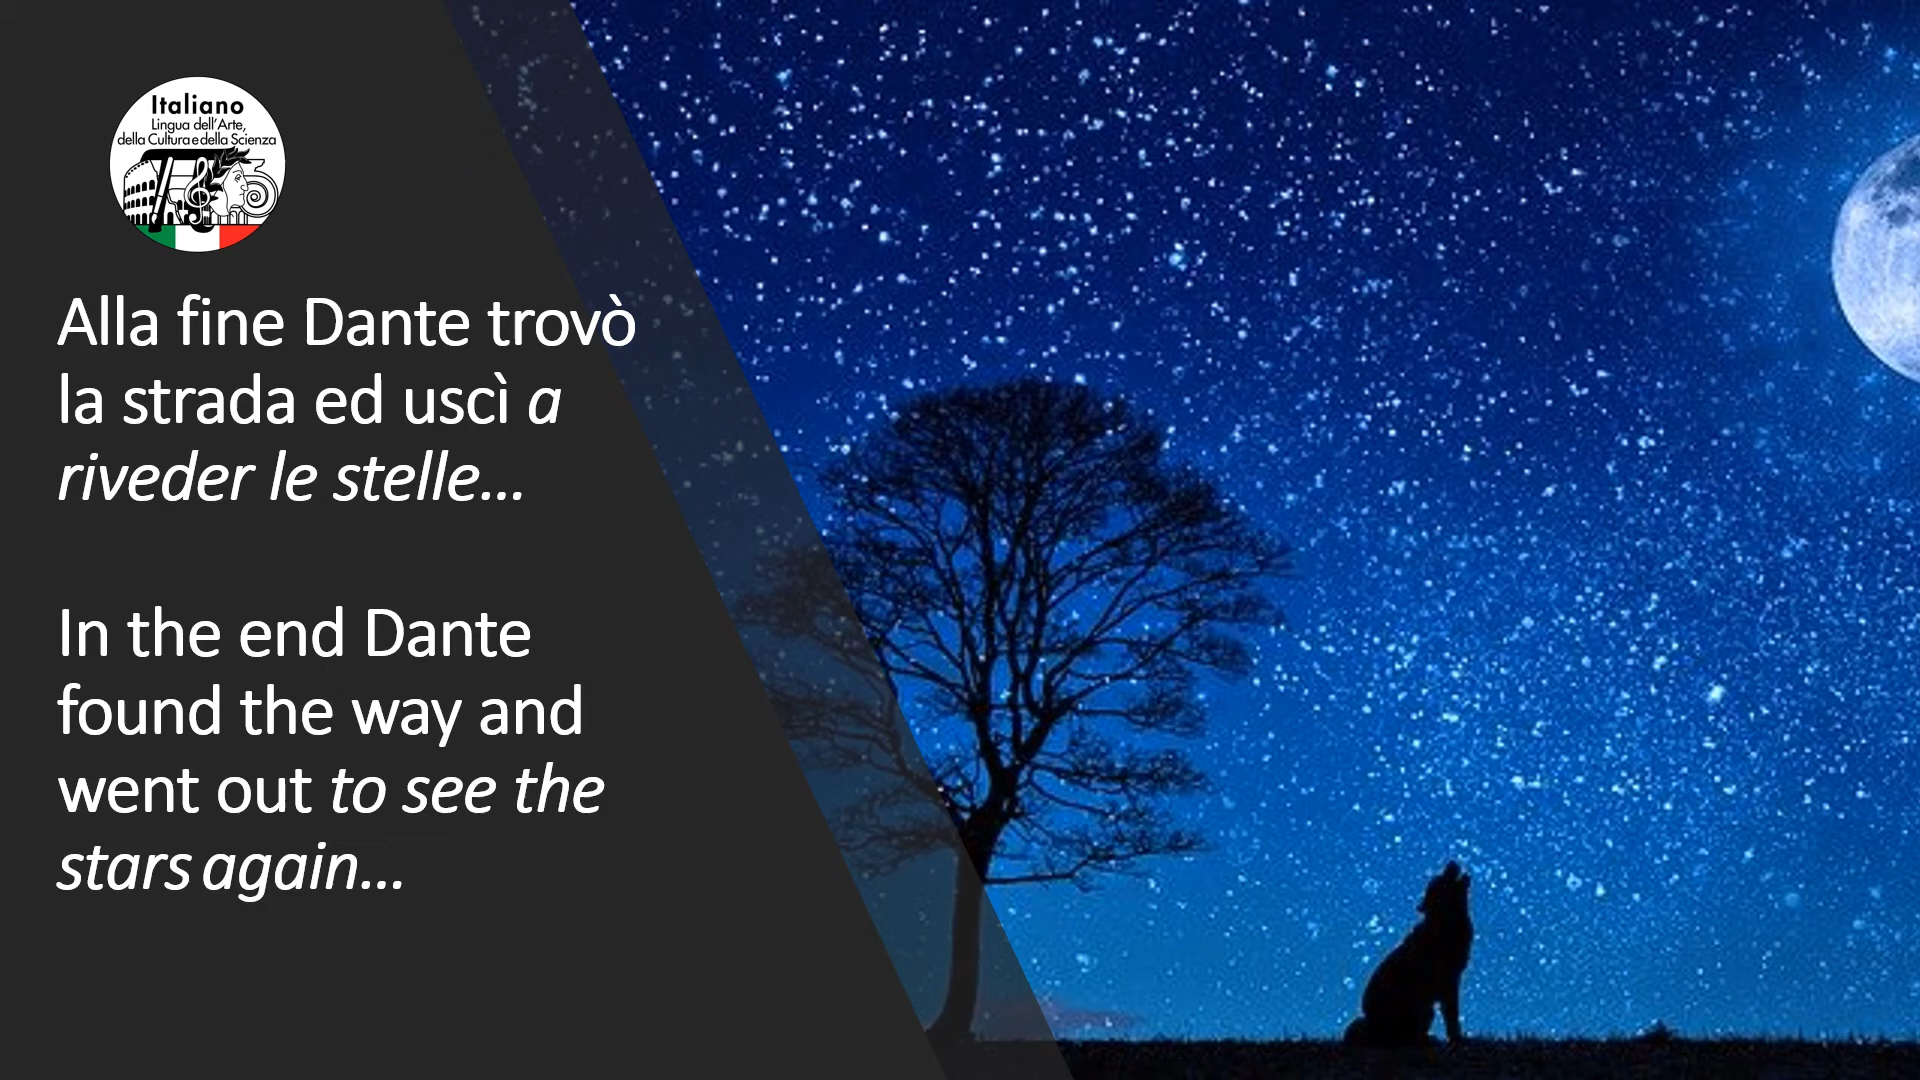 Italiano
Lingua dell'Arte,
della Cultura e della Scienza
Alla fine Dante trovò
la strada ed uscì a
riveder le stelle...
In the end Dante
found the way and
went out to see the
stars again...